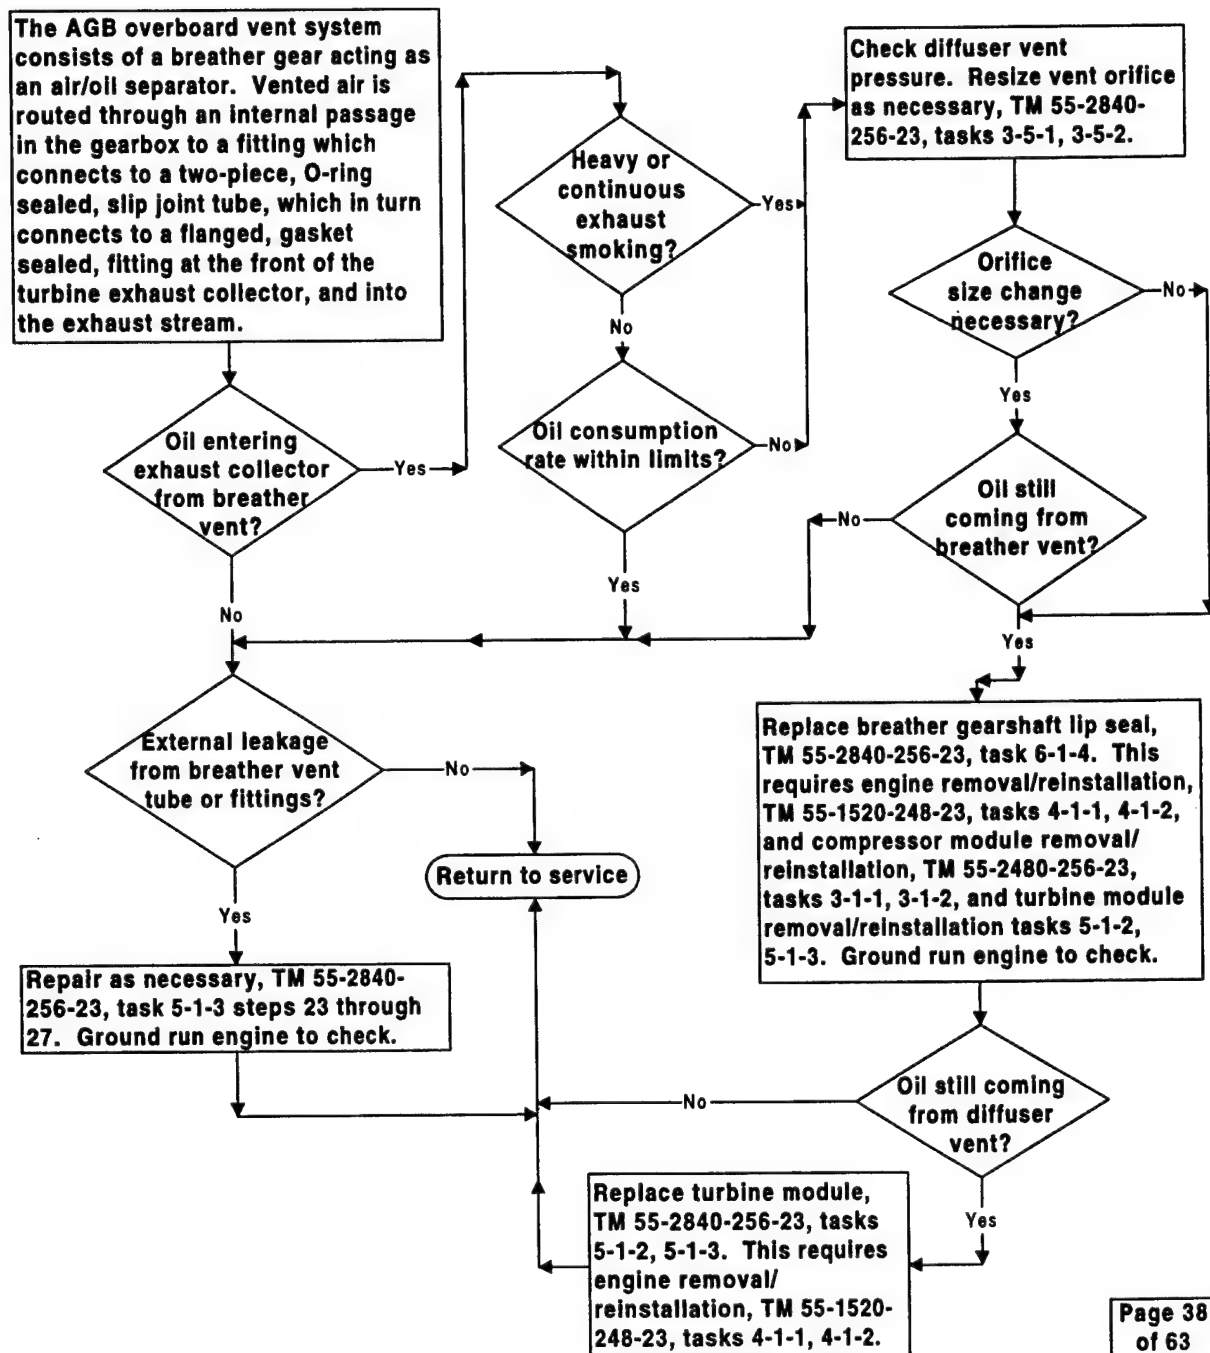 The AGB overboard vent system
consists of a breather gear acting as
an air/oil separator. Vented air is
routed through an internal passage
in the gearbox to a fitting which
connects to a two-piece, O-ring
sealed, slip joint tube, which in turn
connects to a flanged, gasket
sealed, fitting at the front of the
turbine exhaust collector, and into
the exhaust stream.
Oil entering
exhaust collector
from breather
vent?
Yes
No
Heavy or
continuous
exhaust
smoking?
Yes
No
Oil consumption
rate within limits?
No
Yes
Check diffuser vent
pressure. Resize vent orifice
as necessary, TM 55-2840-
256-23, tasks 3-5-1, 3-5-2.
Orifice
size change
necessary?
No
Yes
Oil still
coming from
breather vent?
No
Yes
External leakage
from breather vent
tube or fittings?
No
Yes
Return to service
Repair as necessary, TM 55-2840-
256-23, task 5-1-3 steps 23 through
27. Ground run engine to check.
Replace breather gearshaft lip seal,
TM 55-2840-256-23, task 6-1-4. This
requires engine removal/reinstallation,
TM 55-1520-248-23, tasks 4-1-1, 4-1-2,
and compressor module removal/
reinstallation, TM 55-2480-256-23,
tasks 3-1-1, 3-1-2, and turbine module
removal/reinstallation tasks 5-1-2,
5-1-3. Ground run engine to check.
Oil still coming
from diffuser
vent?
No
Yes
Replace turbine module,
TM 55-2840-256-23, tasks
5-1-2, 5-1-3. This requires
engine removal/
reinstallation, TM 55-1520-
248-23, tasks 4-1-1, 4-1-2.
Page 38
of 63